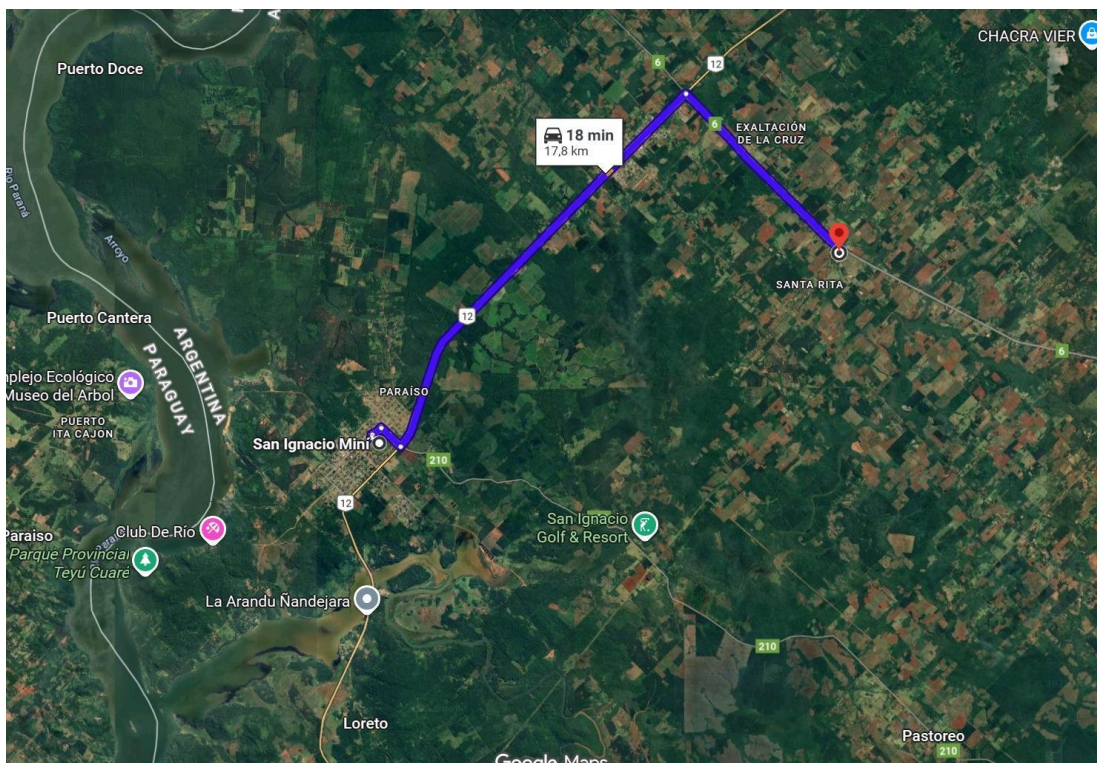 CHACRA VIER
Puerto Doce
6
12
18 min
17,8 km
6
EXALTACIÓN
DE LA CRUZ
Río Paraná
Arroyo
SANTA RITA
Puerto Cantera
12
ARGENTINA
PARAGUAY
6
mplejo Ecológico
Museo del Arbol
PARAÍSO
PUERTO
ITA CAJON
San Ignacio Miní
210
12
San Ignacio
Golf & Resort
Paraiso
Club De Río
Parque Provincial
Teyú Cuaré
La Arandu Ñandejara
210
Loreto
Pastoreo
210
Google Maps